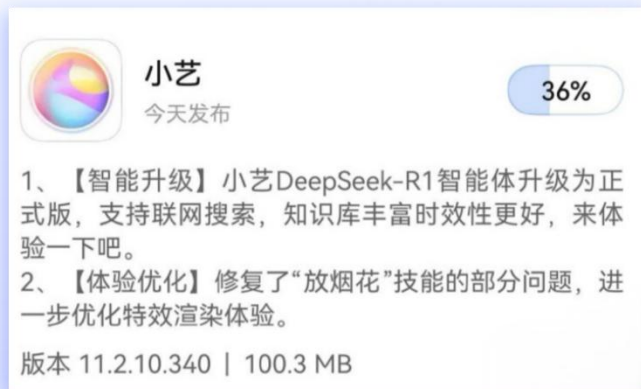 小艺
今天发布
36%
1、【智能升级】小艺DeepSeek-R1智能体升级为正
式版，支持联网搜索，知识库丰富时效性更好，来体
验一下吧。
2、【体验优化】修复了“放烟花”技能的部分问题，进
一步优化特效渲染体验。
版本 11.2.10.340 | 100.3 MB